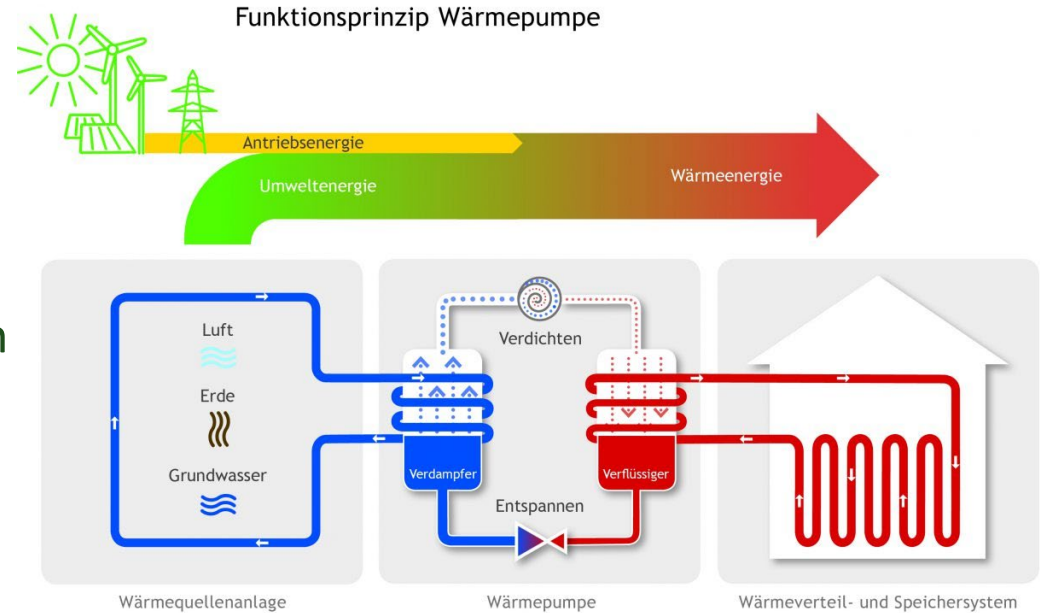 Funktionsprinzip Wärmepumpe
Antriebsenergie
Umweltenergie
Wärmeenergie
Luft
Erde
Grundwasser
Verdichten
Verdampfer
Verflüssiger
Entspannen
Wärmequellenanlage
Wärmepumpe
Wärmeverteil- und Speichersystem